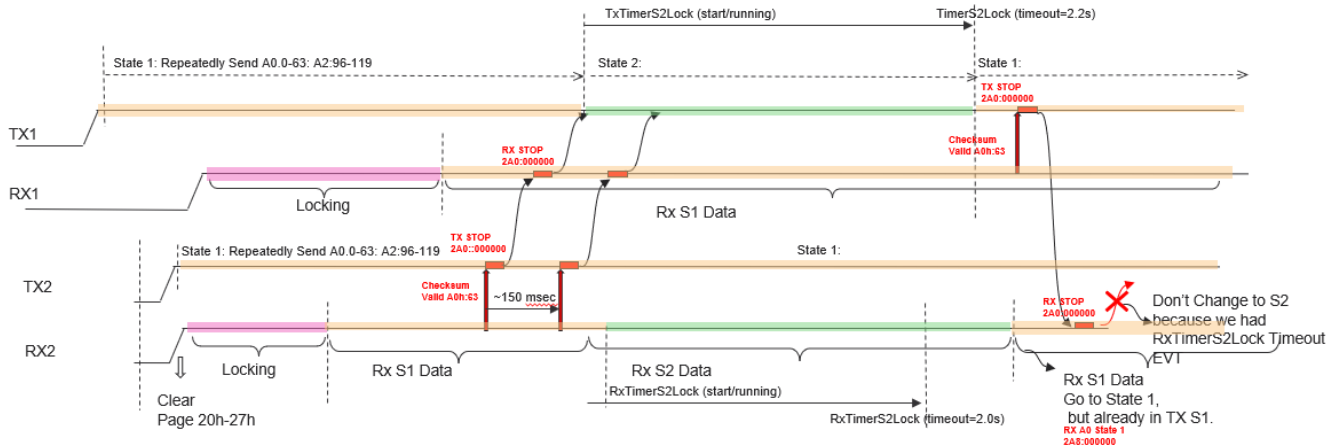 TxTimerS2Lock (start/running)
TimerS2Lock (timeout=2.2s)
State 1: Repeatedly Send A0.0-63: A2:96-119
State 2:
State 1:
TX STOP
2A0:000000
TX1
Checksum
Valid A0h:63
RX STOP
2A0:000000
RX1
Locking
Rx S1 Data
State 1: Repeatedly Send A0.0-63: A2:96-119
State 1:
TX STOP
2A0::000000
TX2
Checksum
Valid A0h:63
~150 msec
RX STOP
2A0:000000
Don't Change to S2
because we had
RxTimerS2Lock Timeout
EVT
RX2
Locking
Rx S1 Data
Rx S2 Data
Clear
Page 20h-27h
RxTimerS2Lock (start/running)
RxTimerS2Lock (timeout=2.0s)
Rx S1 Data
Go to State 1,
but already in TX S1.
RX A0 State 1
2A8:000000